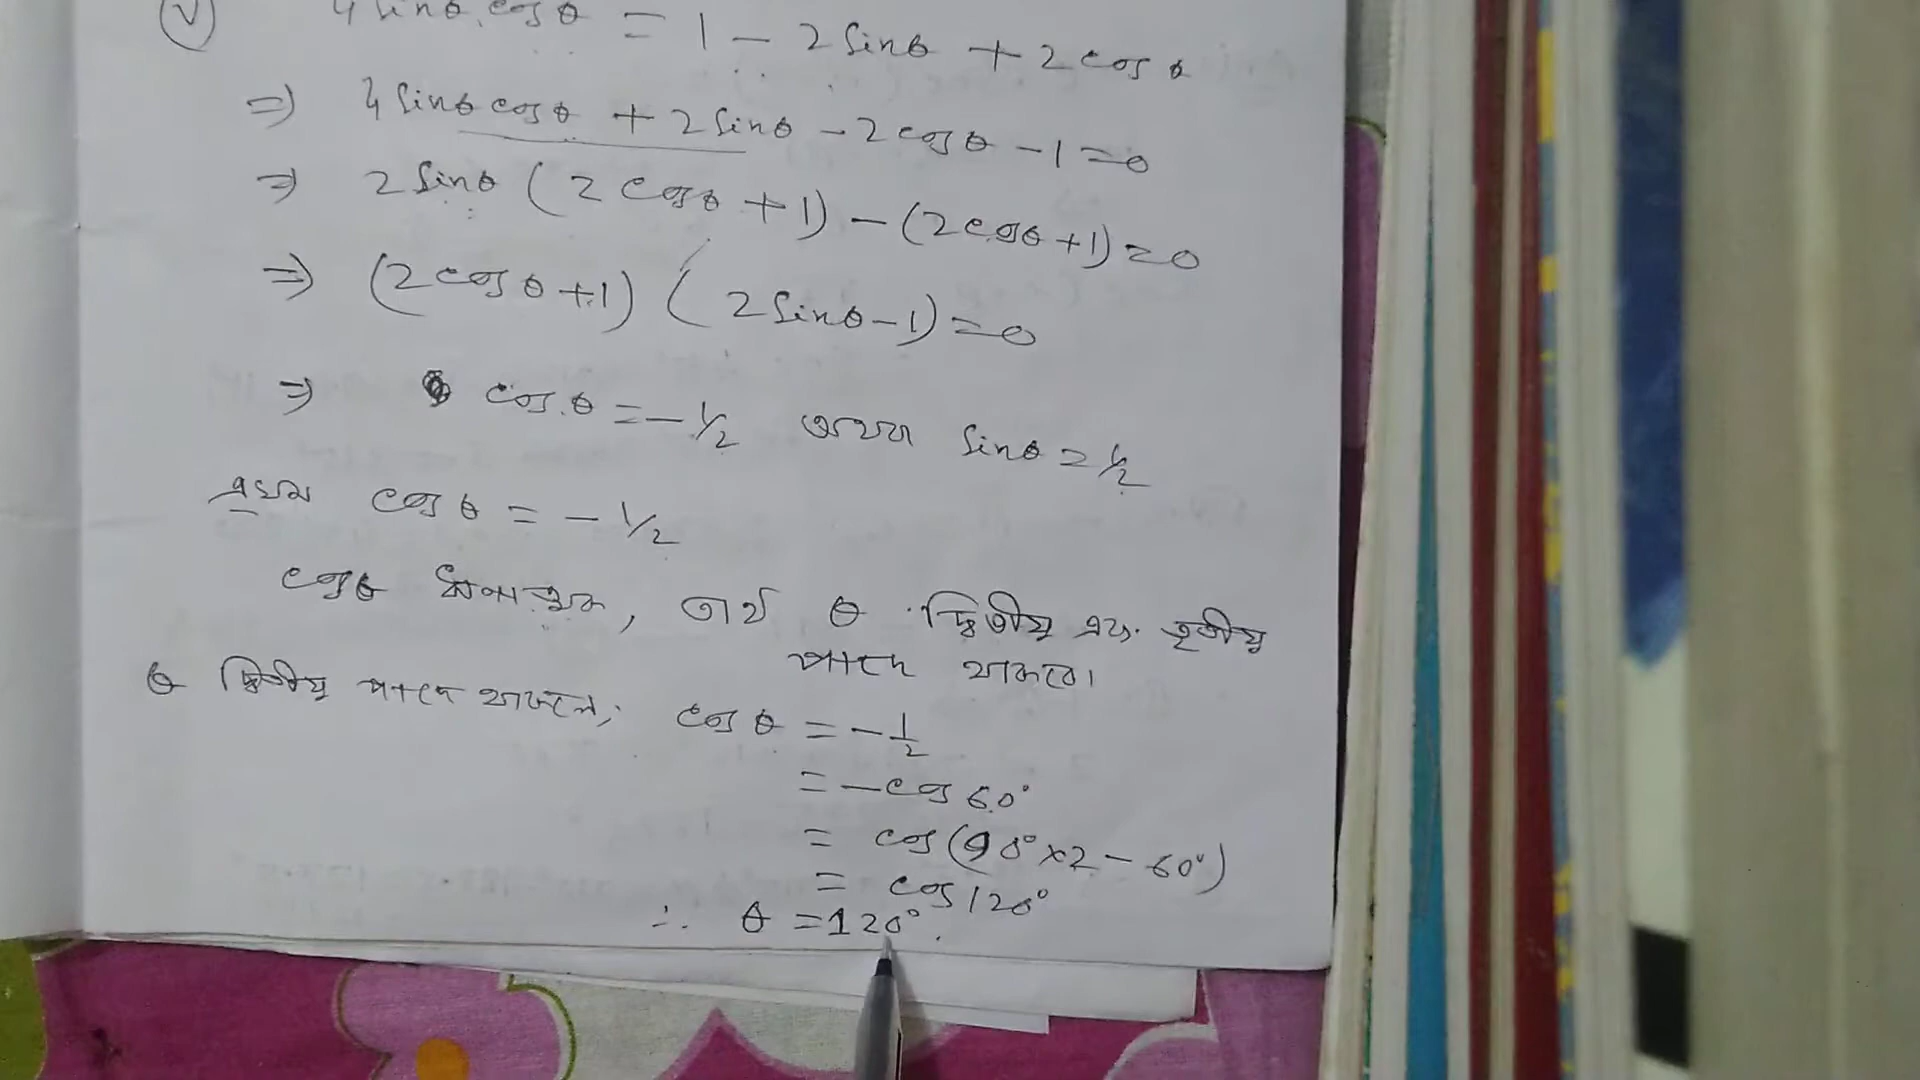 (v) 4 sinθ. cosθ = 1 - 2 sinθ + 2 cosθ
⇒ 4 sinθ cosθ + 2 sinθ - 2 cosθ - 1 = 0
⇒ 2 sinθ (2 cosθ + 1) - (2 cosθ + 1) = 0
⇒ (2 cosθ + 1) (2 sinθ - 1) = 0
⇒ cosθ = - 1/2 অথবা sinθ = 1/2
এখন cosθ = - 1/2
cosθ ঋণাত্মক, তাই θ দ্বিতীয় এবং তৃতীয়
পাদে থাকবে।
θ দ্বিতীয় পাদে থাকলে, cosθ = - 1/2
= - cos 60°
= cos (90° × 2 - 60°)
= cos 120°
∴ θ = 120°.